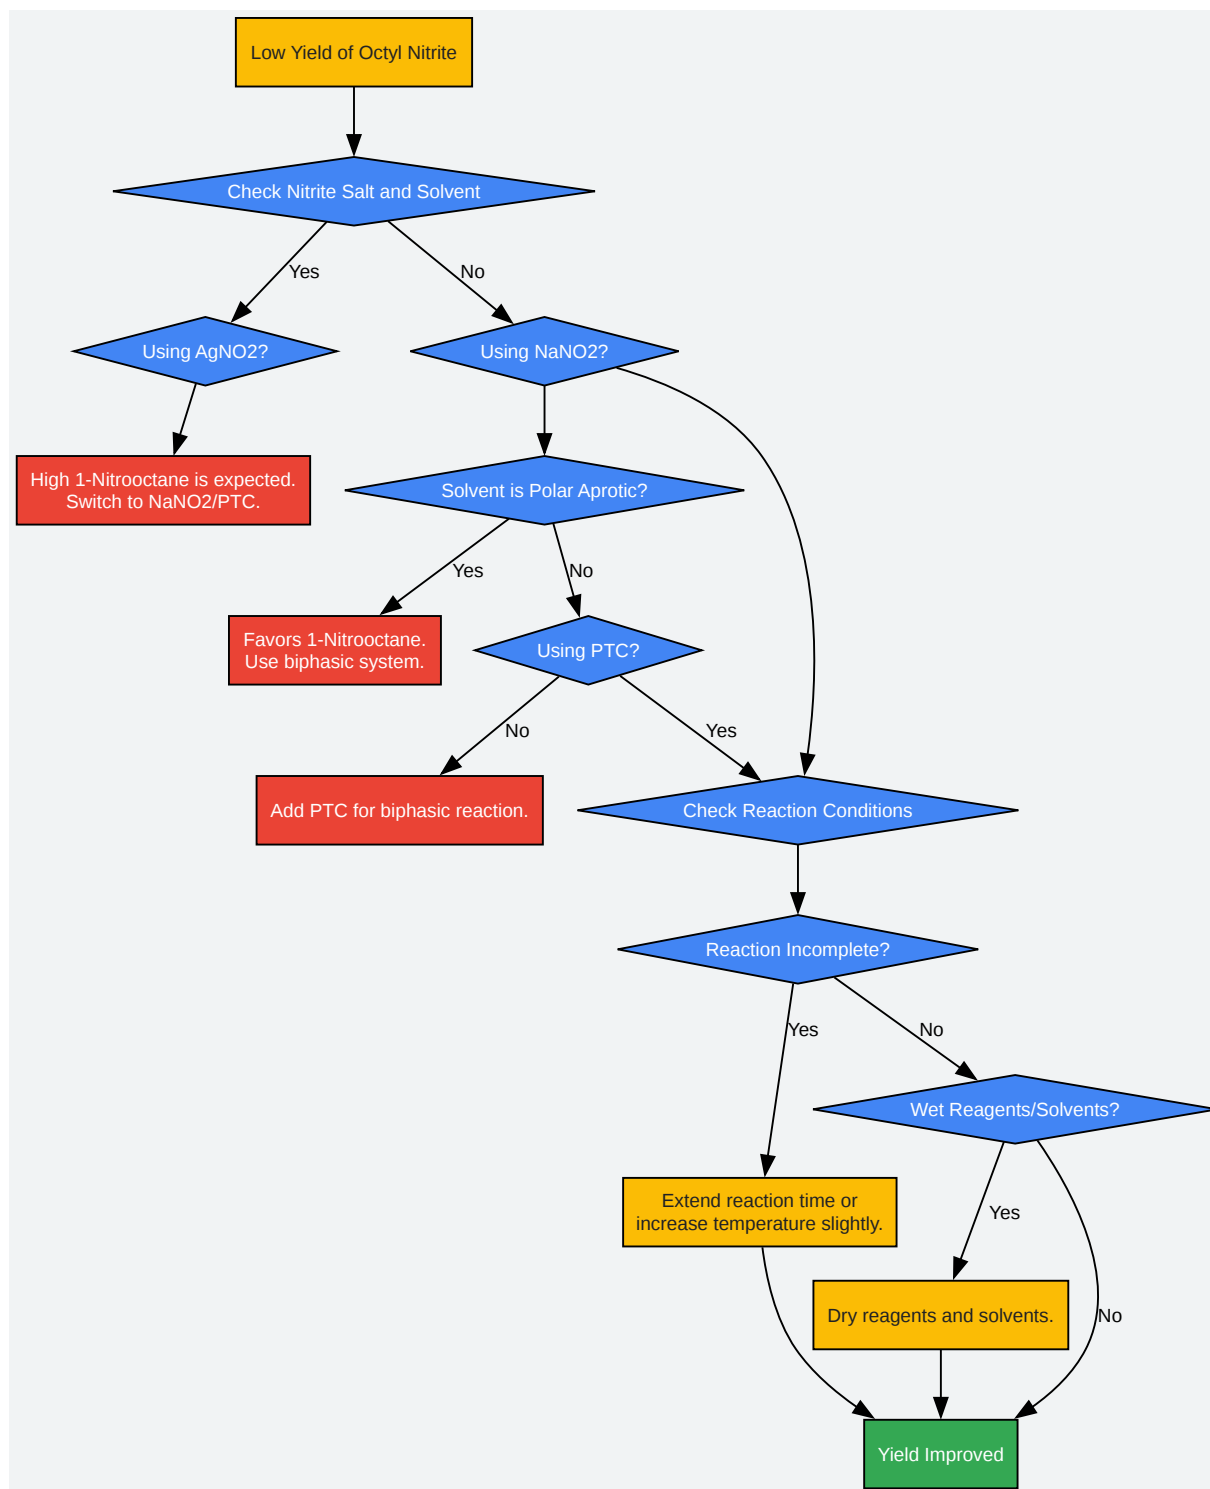 Low Yield of Octyl Nitrite
Check Nitrite Salt and Solvent
Yes
No
Using AgNO2?
Using NaNO2?
High 1-Nitrooctane is expected.
Switch to NaNO2/PTC.
Solvent is Polar Aprotic?
Yes
No
Favors 1-Nitrooctane.
Use biphasic system.
Using PTC?
No
Yes
Add PTC for biphasic reaction.
Check Reaction Conditions
Reaction Incomplete?
Yes
No
Wet Reagents/Solvents?
Extend reaction time or
increase temperature slightly.
Yes
Dry reagents and solvents.
No
Yield Improved